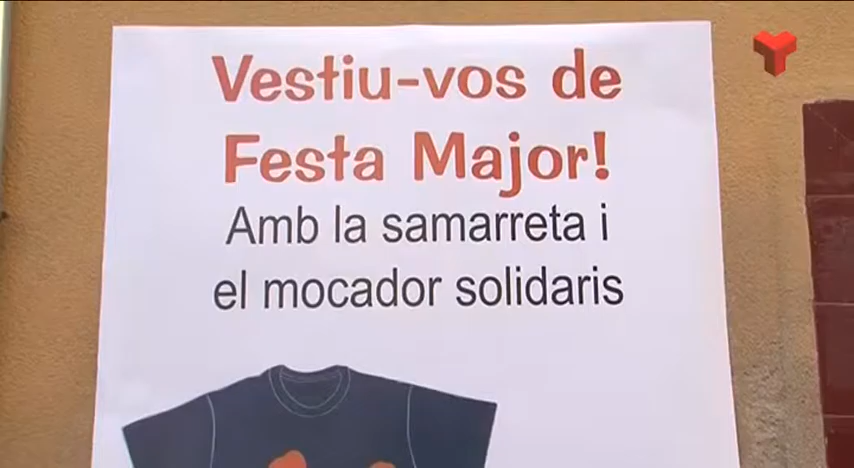 Vestiu-vos de
Festa Major!
Amb la samarreta i
el mocador solidaris